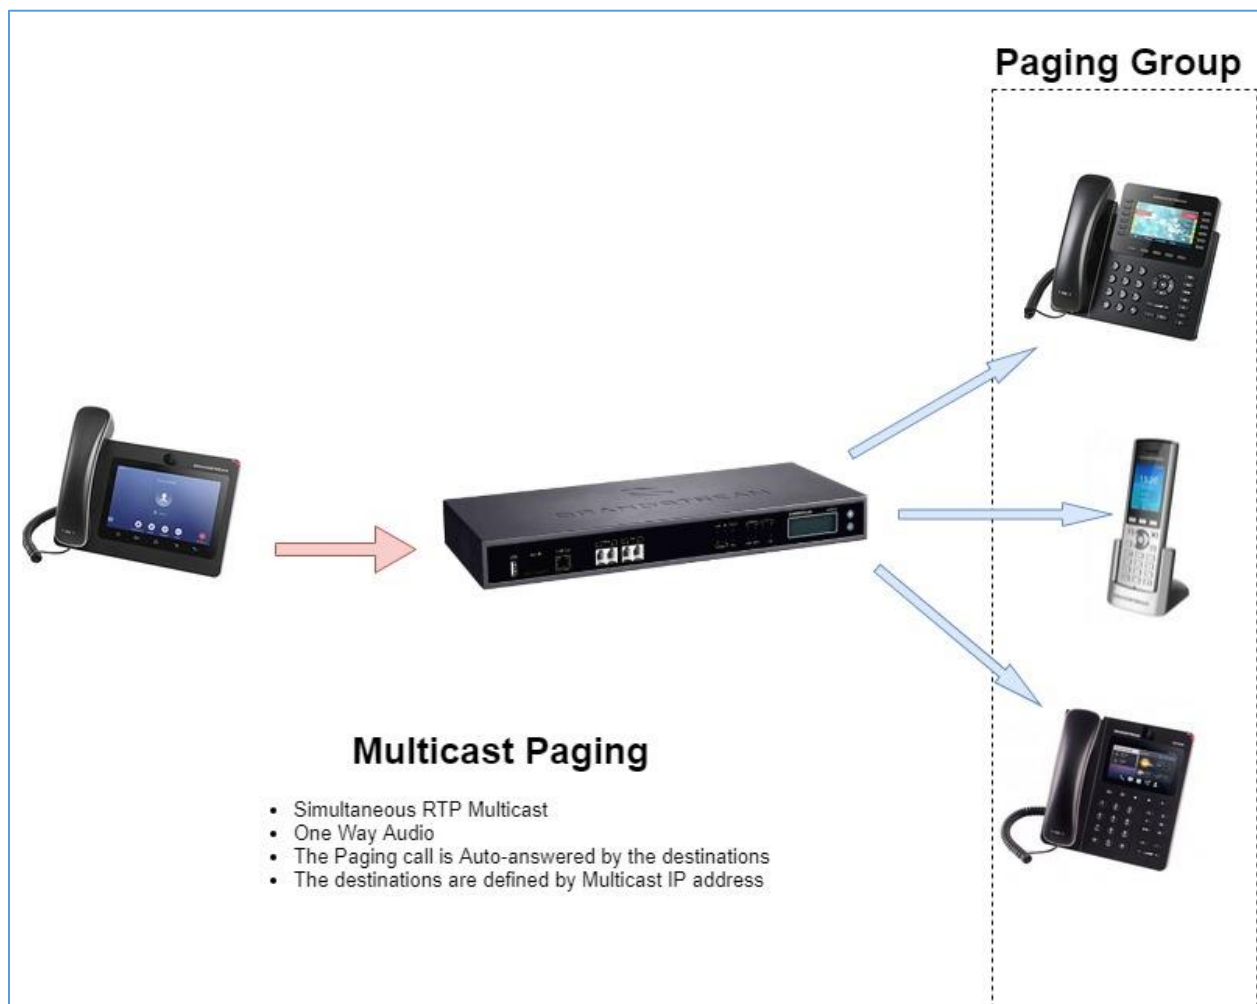 Paging Group
GRANDSTREAM
Multicast Paging
• Simultaneous RTP Multicast
• One Way Audio
• The Paging call is Auto-answered by the destinations
• The destinations are defined by Multicast IP address